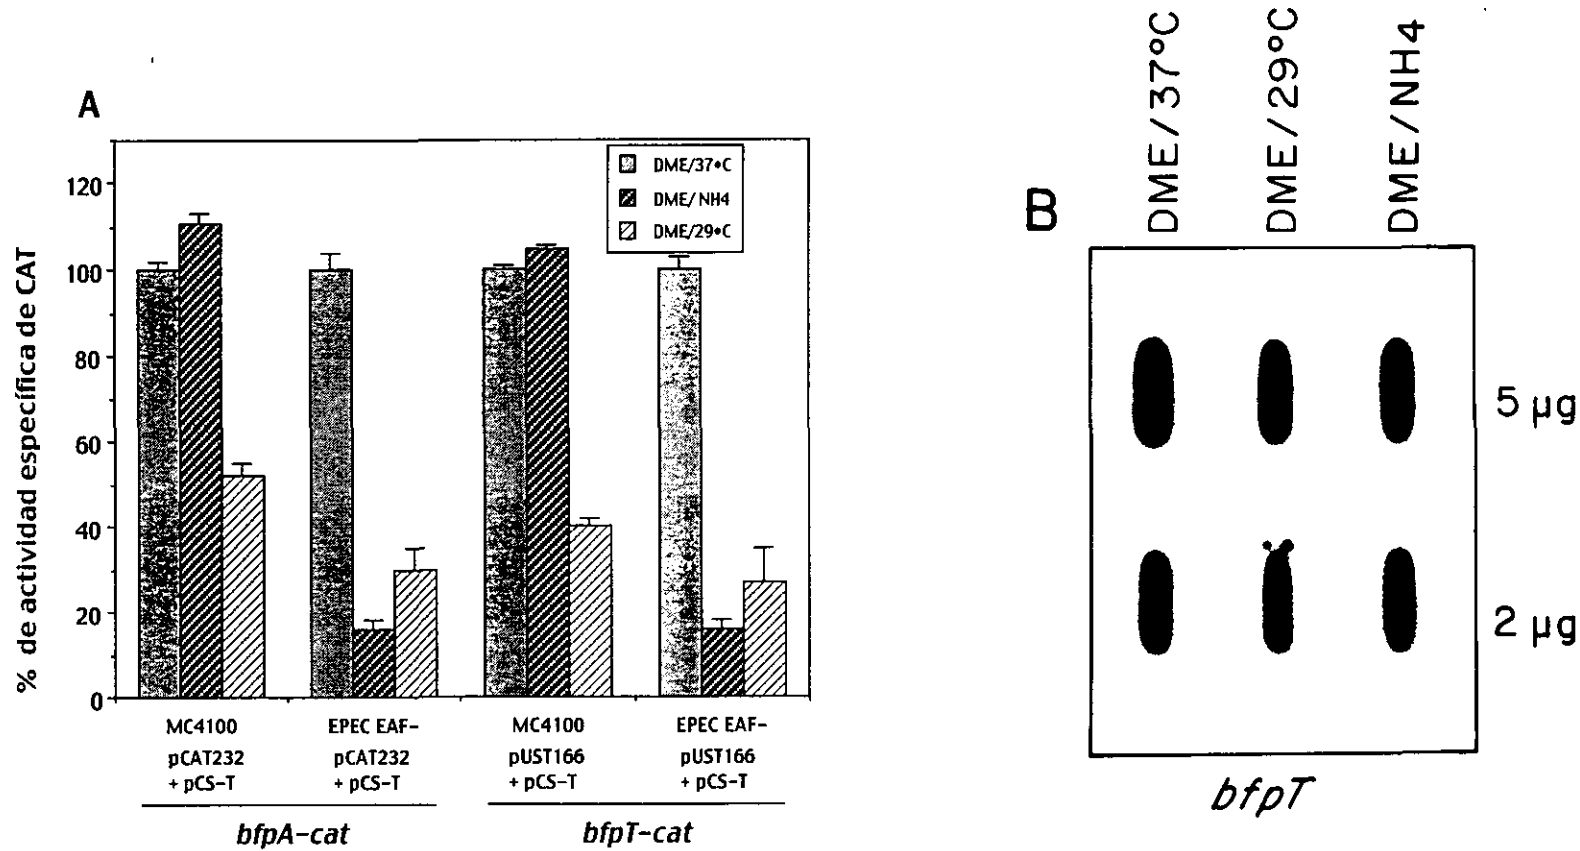 A
DME/37•C
DME/NH4
DME/29•C
% de actividad específica de CAT
120
100
80
60
40
20
0
MC4100
pCAT232
+ pCS-T
EPEC EAF-
pCAT232
+ pCS-T
MC4100
pUST166
+ pCS-T
EPEC EAF-
pUST166
+ pCS-T
bfpA-cat
bfpT-cat
B
DME/37°C
DME/29°C
DME/NH4
5 µg
2 µg
bfpT